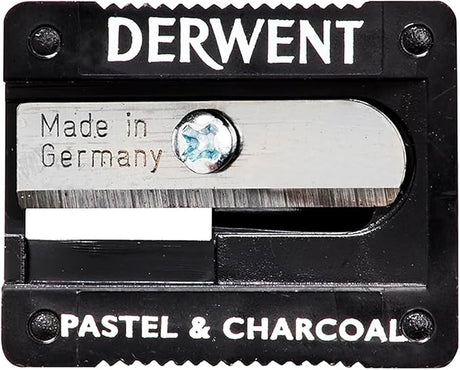 DERWENT
Made in
Germany
PASTEL & CHARCOAL